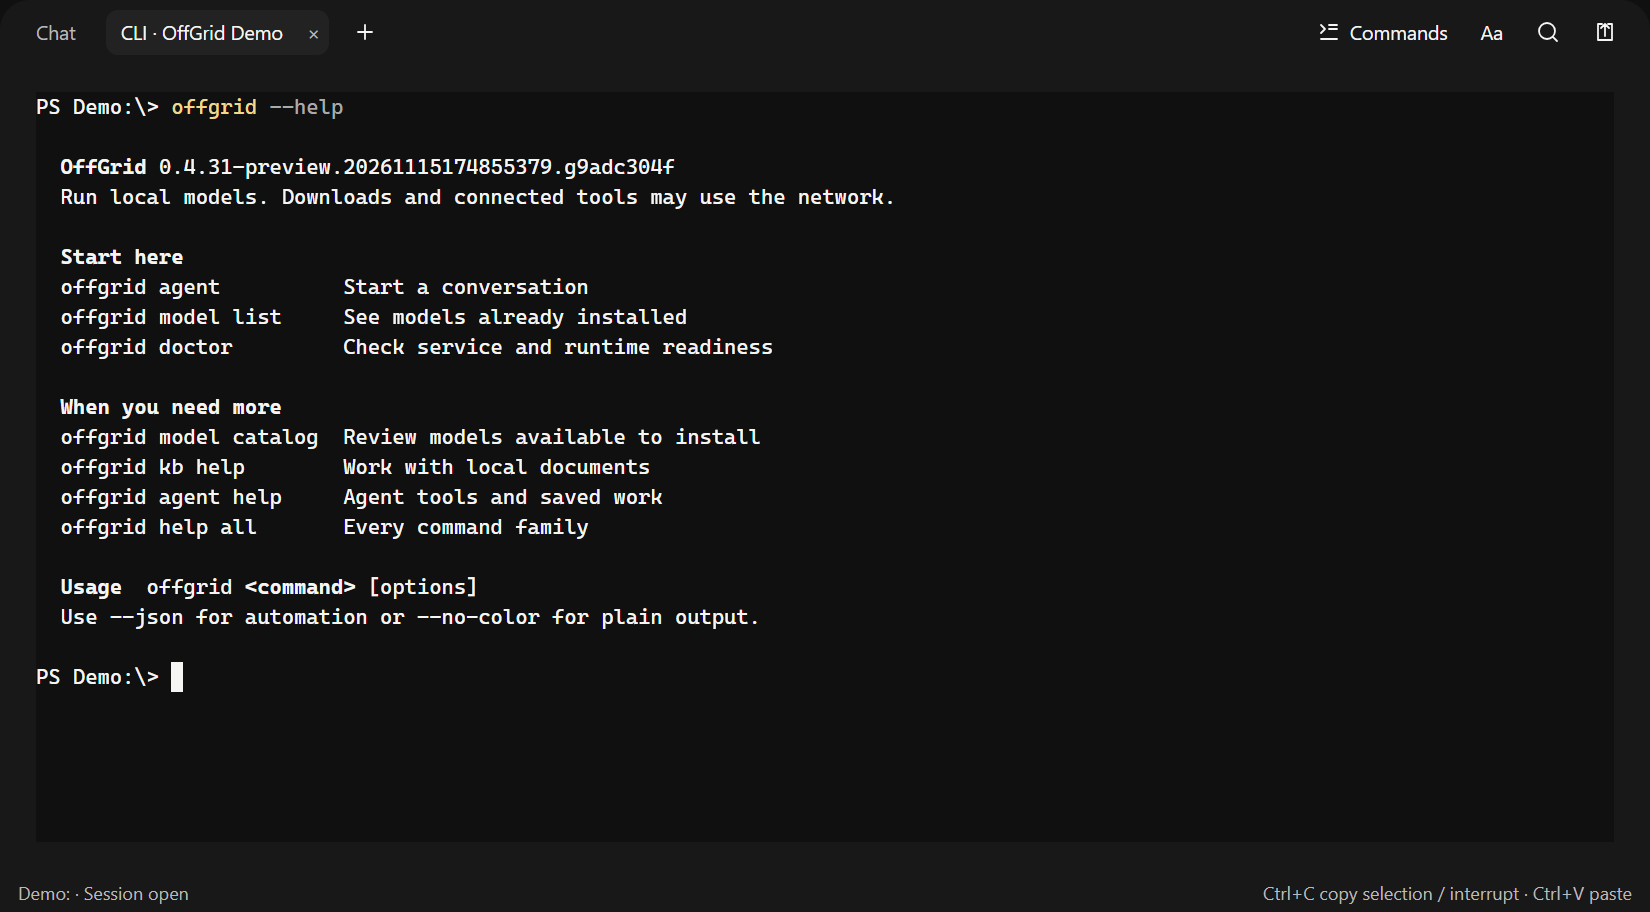 Chat
CLI · OffGrid Demo ×
+
Commands
Aa
PS Demo:\> offgrid --help
OffGrid 0.4.31-preview.20261115174855379.g9adc304f
Run local models. Downloads and connected tools may use the network.
Start here
offgrid agent Start a conversation
offgrid model list See models already installed
offgrid doctor Check service and runtime readiness
When you need more
offgrid model catalog Review models available to install
offgrid kb help Work with local documents
offgrid agent help Agent tools and saved work
offgrid help all Every command family
Usage offgrid <command> [options]
Use --json for automation or --no-color for plain output.
PS Demo:\>
Demo: · Session open
Ctrl+C copy selection / interrupt · Ctrl+V paste